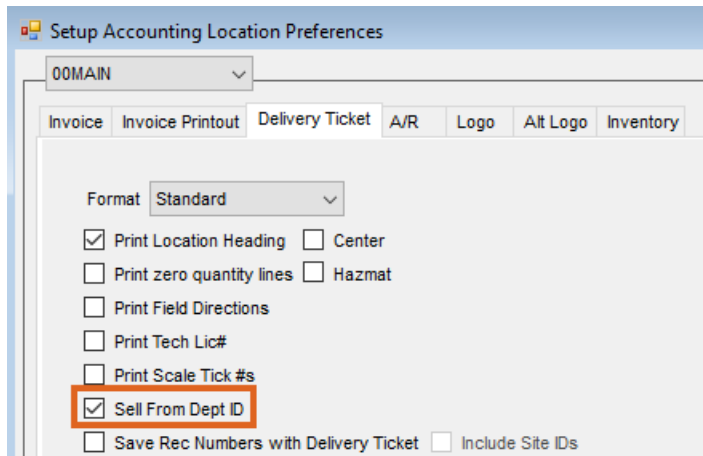 Setup Accounting Location Preferences
00MAIN
Invoice Invoice Printout Delivery Ticket A/R Logo Alt Logo Inventory
Format Standard
Print Location Heading Center
Print zero quantity lines Hazmat
Print Field Directions
Print Tech Lic#
Print Scale Tick #s
Sell From Dept ID
Save Rec Numbers with Delivery Ticket Include Site IDs